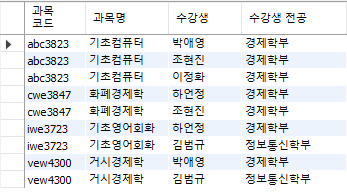 과목 코드 과목명 수강생 수강생 전공
abc3823 기초컴퓨터 박애영 경제학부
abc3823 기초컴퓨터 조현진 경제학부
abc3823 기초컴퓨터 이정화 경제학부
cwe3847 화폐경제학 하언정 경제학부
cwe3847 화폐경제학 조현진 경제학부
iwe3723 기초영어회화 하언정 경제학부
iwe3723 기초영어회화 김범규 정보통신학부
vew4300 거시경제학 박애영 경제학부
vew4300 거시경제학 김범규 정보통신학부